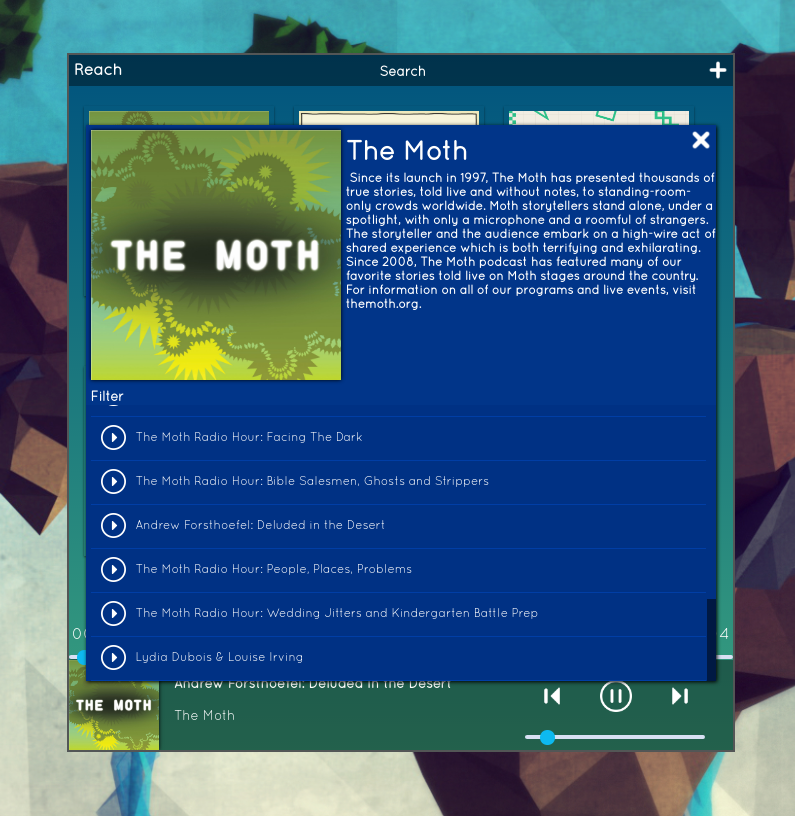 Reach
Search
THE MOTH
The Moth
Since its launch in 1997, The Moth has presented thousands of
true stories, told live and without notes, to standing-room-
only crowds worldwide. Moth storytellers stand alone, under a
spotlight, with only a microphone and a roomful of strangers.
The storyteller and the audience embark on a high-wire act of
shared experience which is both terrifying and exhilarating.
Since 2008, The Moth podcast has featured many of our
favorite stories told live on Moth stages around the country.
For information on all of our programs and live events, visit
themoth.org.
Filter
The Moth Radio Hour: Facing The Dark
The Moth Radio Hour: Bible Salesmen, Ghosts and Strippers
Andrew Forsthoefel: Deluded in the Desert
The Moth Radio Hour: People, Places, Problems
The Moth Radio Hour: Wedding Jitters and Kindergarten Battle Prep
Lydia Dubois & Louise Irving
4
THE MOTH
Andrew Forsthoefel: Deluded in the Desert
The Moth